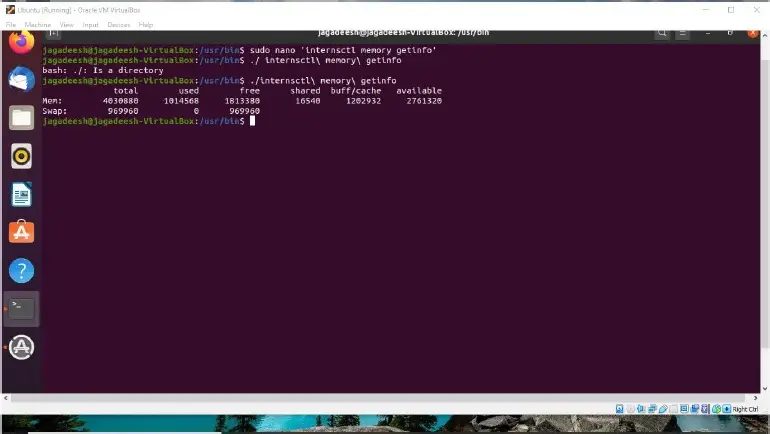 Ubuntu [Running] - Oracle VM VirtualBox
File Machine View Input Devices Help
jagadeesh@jagadeesh-VirtualBox: /usr/bin
jagadeesh@jagadeesh-VirtualBox:/usr/bin$ sudo nano 'internsctl memory getinfo'
jagadeesh@jagadeesh-VirtualBox:/usr/bin$ ./ internsctl\ memory\ getinfo
bash: ./: Is a directory
jagadeesh@jagadeesh-VirtualBox:/usr/bin$ ./internsctl\ memory\ getinfo
total used free shared buff/cache available
Mem: 4030880 1014568 1813380 16540 1202932 2761320
Swap: 969960 0 969960
jagadeesh@jagadeesh-VirtualBox:/usr/bin$
Right Ctrl